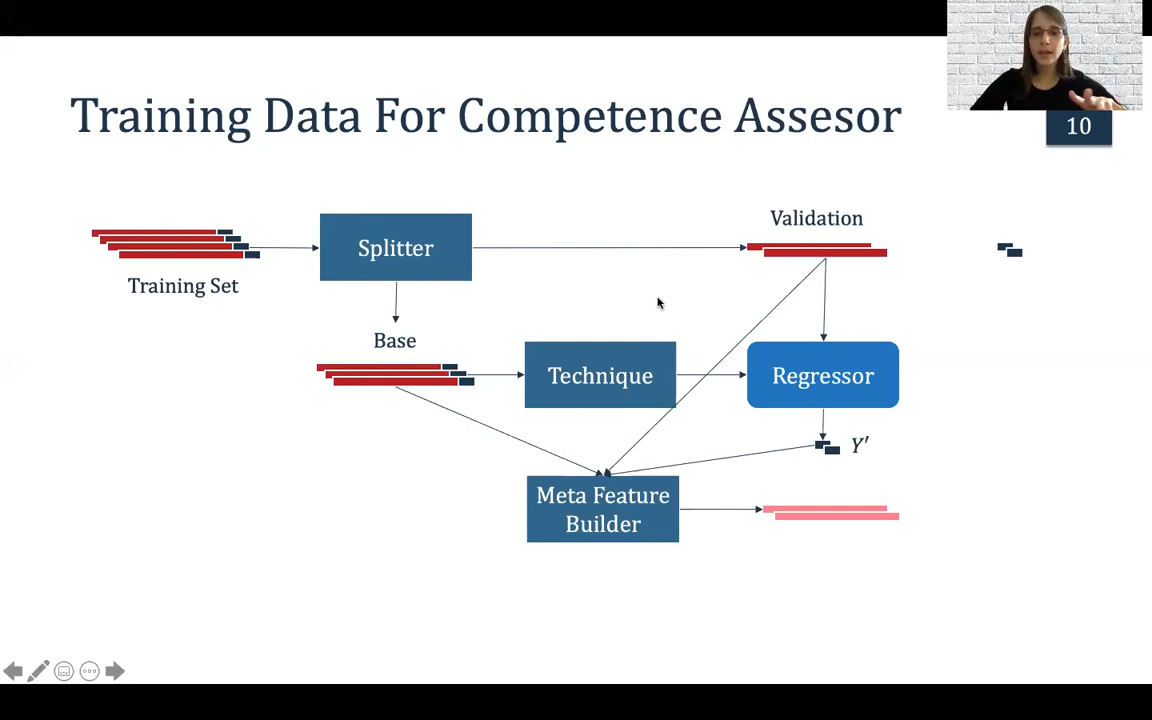 Training Data For Competence Assesor
10
Validation
Splitter
Training Set
Base
Technique
Regressor
Y′
Meta Feature
Builder